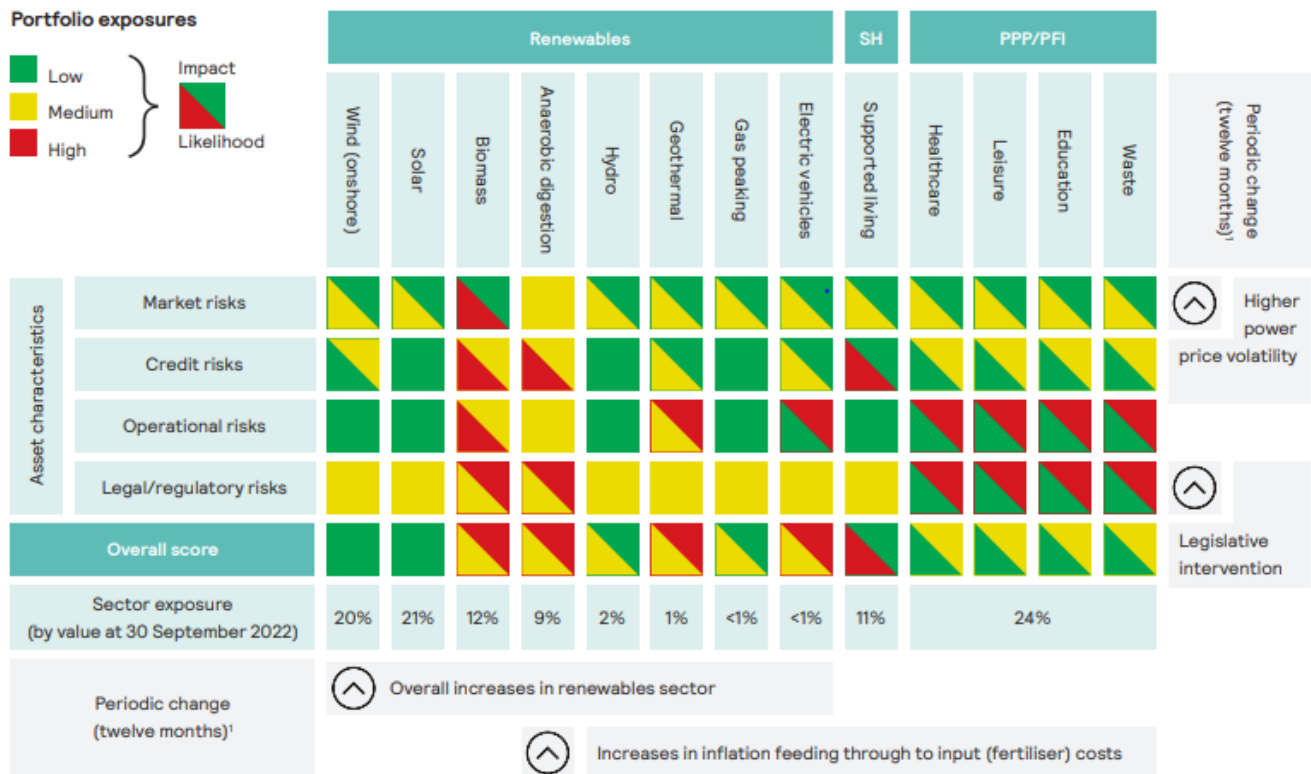 Portfolio exposures
Low
Medium
High
Impact
Likelihood
Renewables
SH
PPP/PFI
Wind (onshore)
Solar
Biomass
Anaerobic digestion
Hydro
Geothermal
Gas peaking
Electric vehicles
Supported living
Healthcare
Leisure
Education
Waste
Periodic change
(twelve months)¹
Asset characteristics
Market risks
Higher
power
price volatility
Credit risks
Operational risks
Legal/regulatory risks
Overall score
Legislative
intervention
Sector exposure
(by value at 30 September 2022)
20%
21%
12%
9%
2%
1%
<1%
<1%
11%
24%
Periodic change
(twelve months)¹
Overall increases in renewables sector
Increases in inflation feeding through to input (fertiliser) costs